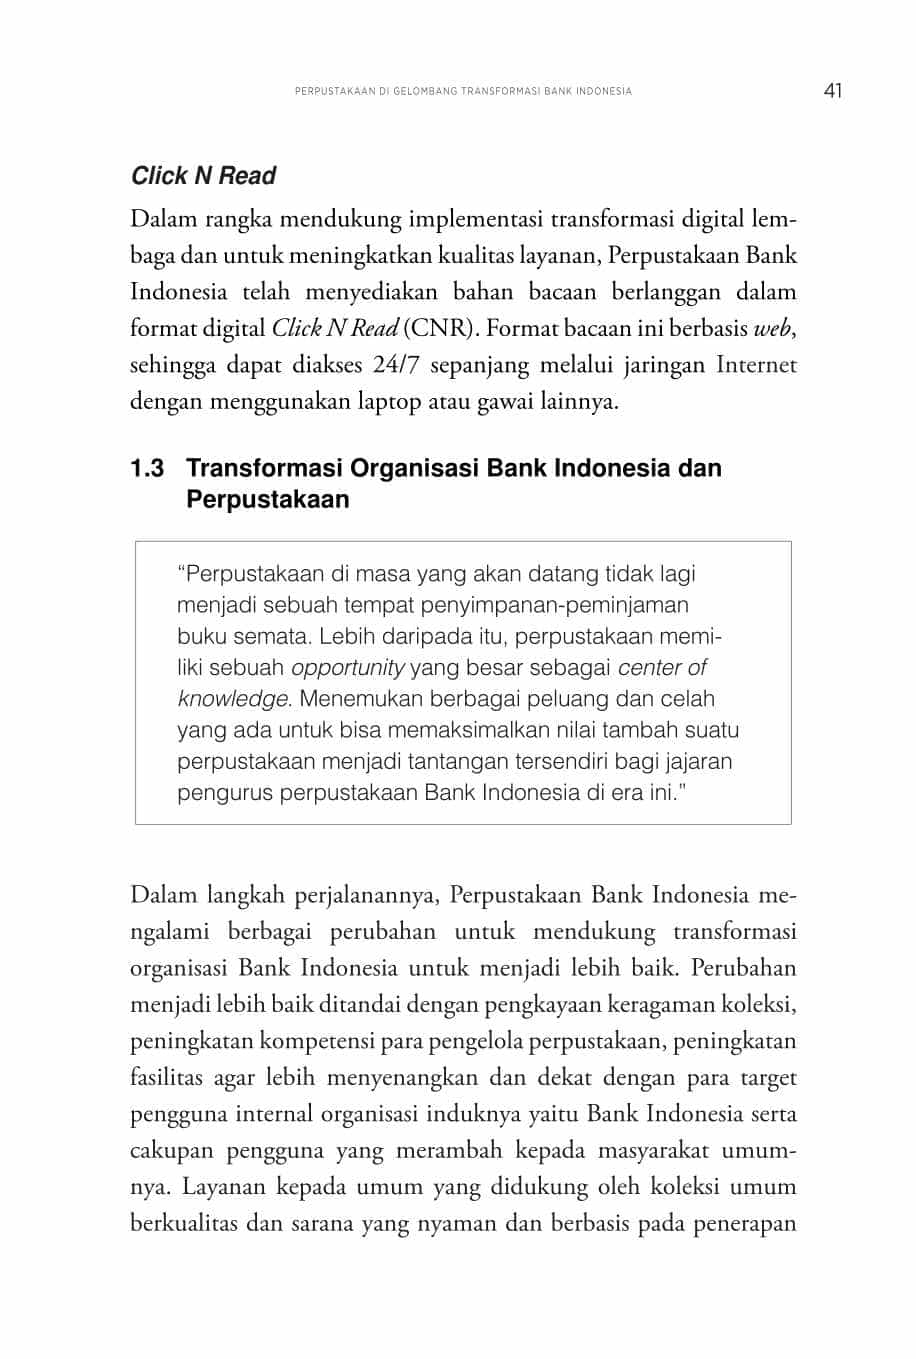 PERPUSTAKAAN DI GELOMBANG TRANSFORMASI BANK INDONESIA 41
Click N Read
Dalam rangka mendukung implementasi transformasi digital lem-
baga dan untuk meningkatkan kualitas layanan, Perpustakaan Bank
Indonesia telah menyediakan bahan bacaan berlanggan dalam
format digital Click N Read (CNR). Format bacaan ini berbasis web,
sehingga dapat diakses 24/7 sepanjang melalui jaringan Internet
dengan menggunakan laptop atau gawai lainnya.
1.3 Transformasi Organisasi Bank Indonesia dan
Perpustakaan
“Perpustakaan di masa yang akan datang tidak lagi
menjadi sebuah tempat penyimpanan-peminjaman
buku semata. Lebih daripada itu, perpustakaan memi-
liki sebuah opportunity yang besar sebagai center of
knowledge. Menemukan berbagai peluang dan celah
yang ada untuk bisa memaksimalkan nilai tambah suatu
perpustakaan menjadi tantangan tersendiri bagi jajaran
pengurus perpustakaan Bank Indonesia di era ini.”
Dalam langkah perjalanannya, Perpustakaan Bank Indonesia me-
ngalami berbagai perubahan untuk mendukung transformasi
organisasi Bank Indonesia untuk menjadi lebih baik. Perubahan
menjadi lebih baik ditandai dengan pengkayaan keragaman koleksi,
peningkatan kompetensi para pengelola perpustakaan, peningkatan
fasilitas agar lebih menyenangkan dan dekat dengan para target
pengguna internal organisasi induknya yaitu Bank Indonesia serta
cakupan pengguna yang merambah kepada masyarakat umum-
nya. Layanan kepada umum yang didukung oleh koleksi umum
berkualitas dan sarana yang nyaman dan berbasis pada penerapan